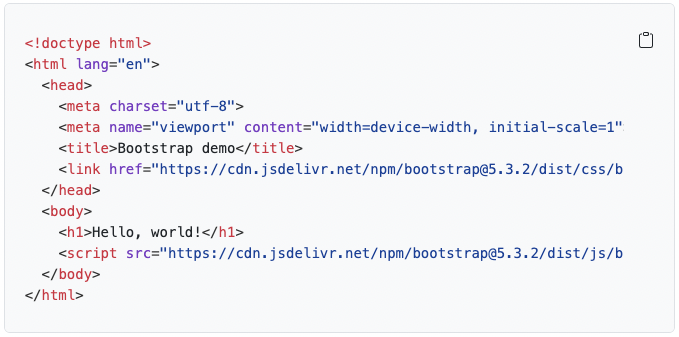 <!doctype html>
<html lang="en">
  <head>
    <meta charset="utf-8">
    <meta name="viewport" content="width=device-width, initial-scale=1"
    <title>Bootstrap demo</title>
    <link href="https://cdn.jsdelivr.net/npm/bootstrap@5.3.2/dist/css/b
  </head>
  <body>
    <h1>Hello, world!</h1>
    <script src="https://cdn.jsdelivr.net/npm/bootstrap@5.3.2/dist/js/b
  </body>
</html>